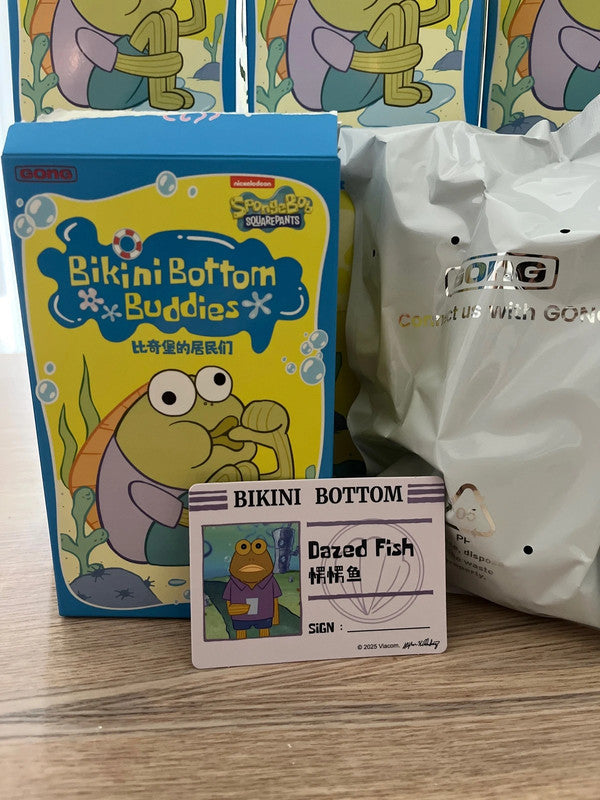 GONG
nickelodeon
SpongeBob
SQUAREPANTS
Bikini Bottom
Buddies
比奇堡的居民们
GONG
Connect us with GONG
05
BIKINI BOTTOM
Dazed Fish
愣愣鱼
SiGN :
© 2025 Viacom.